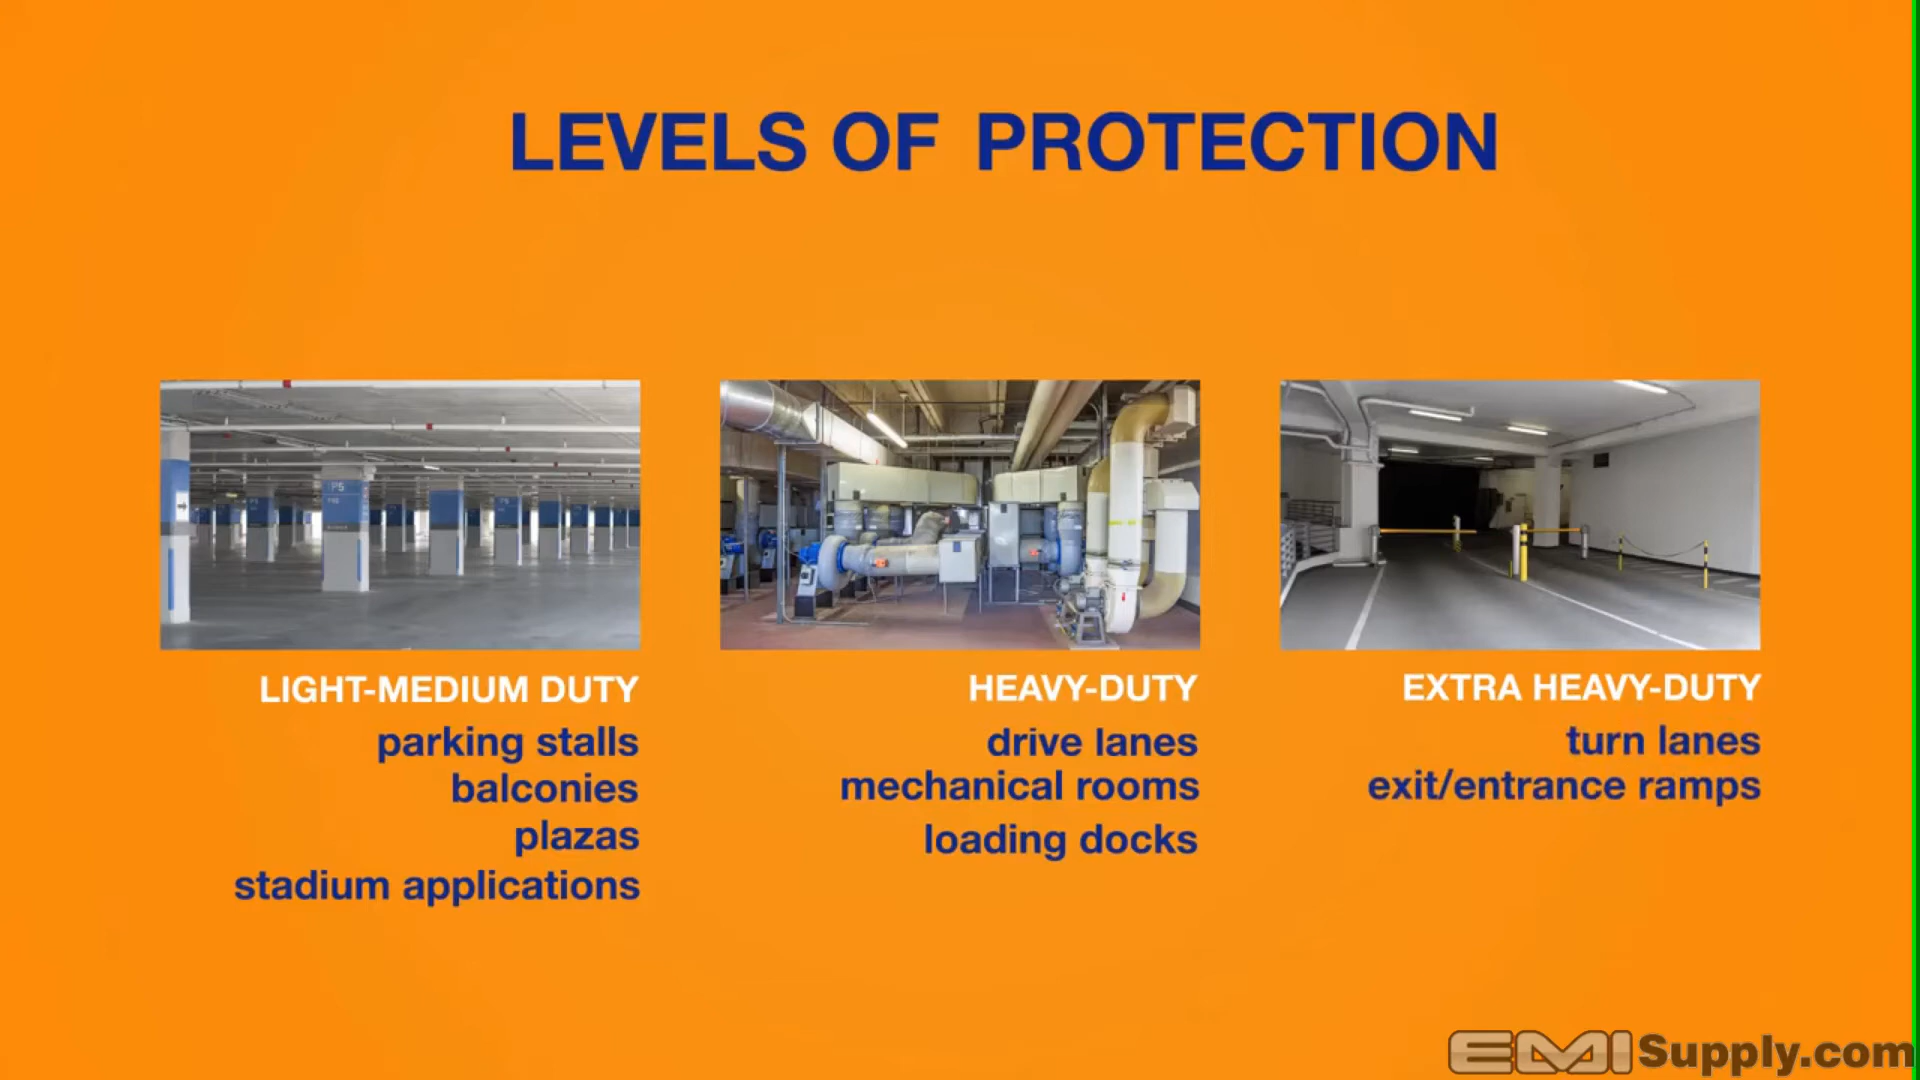 LEVELS OF PROTECTION
P5
LIGHT-MEDIUM DUTY
parking stalls
balconies
plazas
stadium applications
HEAVY-DUTY
drive lanes
mechanical rooms
loading docks
EXTRA HEAVY-DUTY
turn lanes
exit/entrance ramps
EMISupply.com